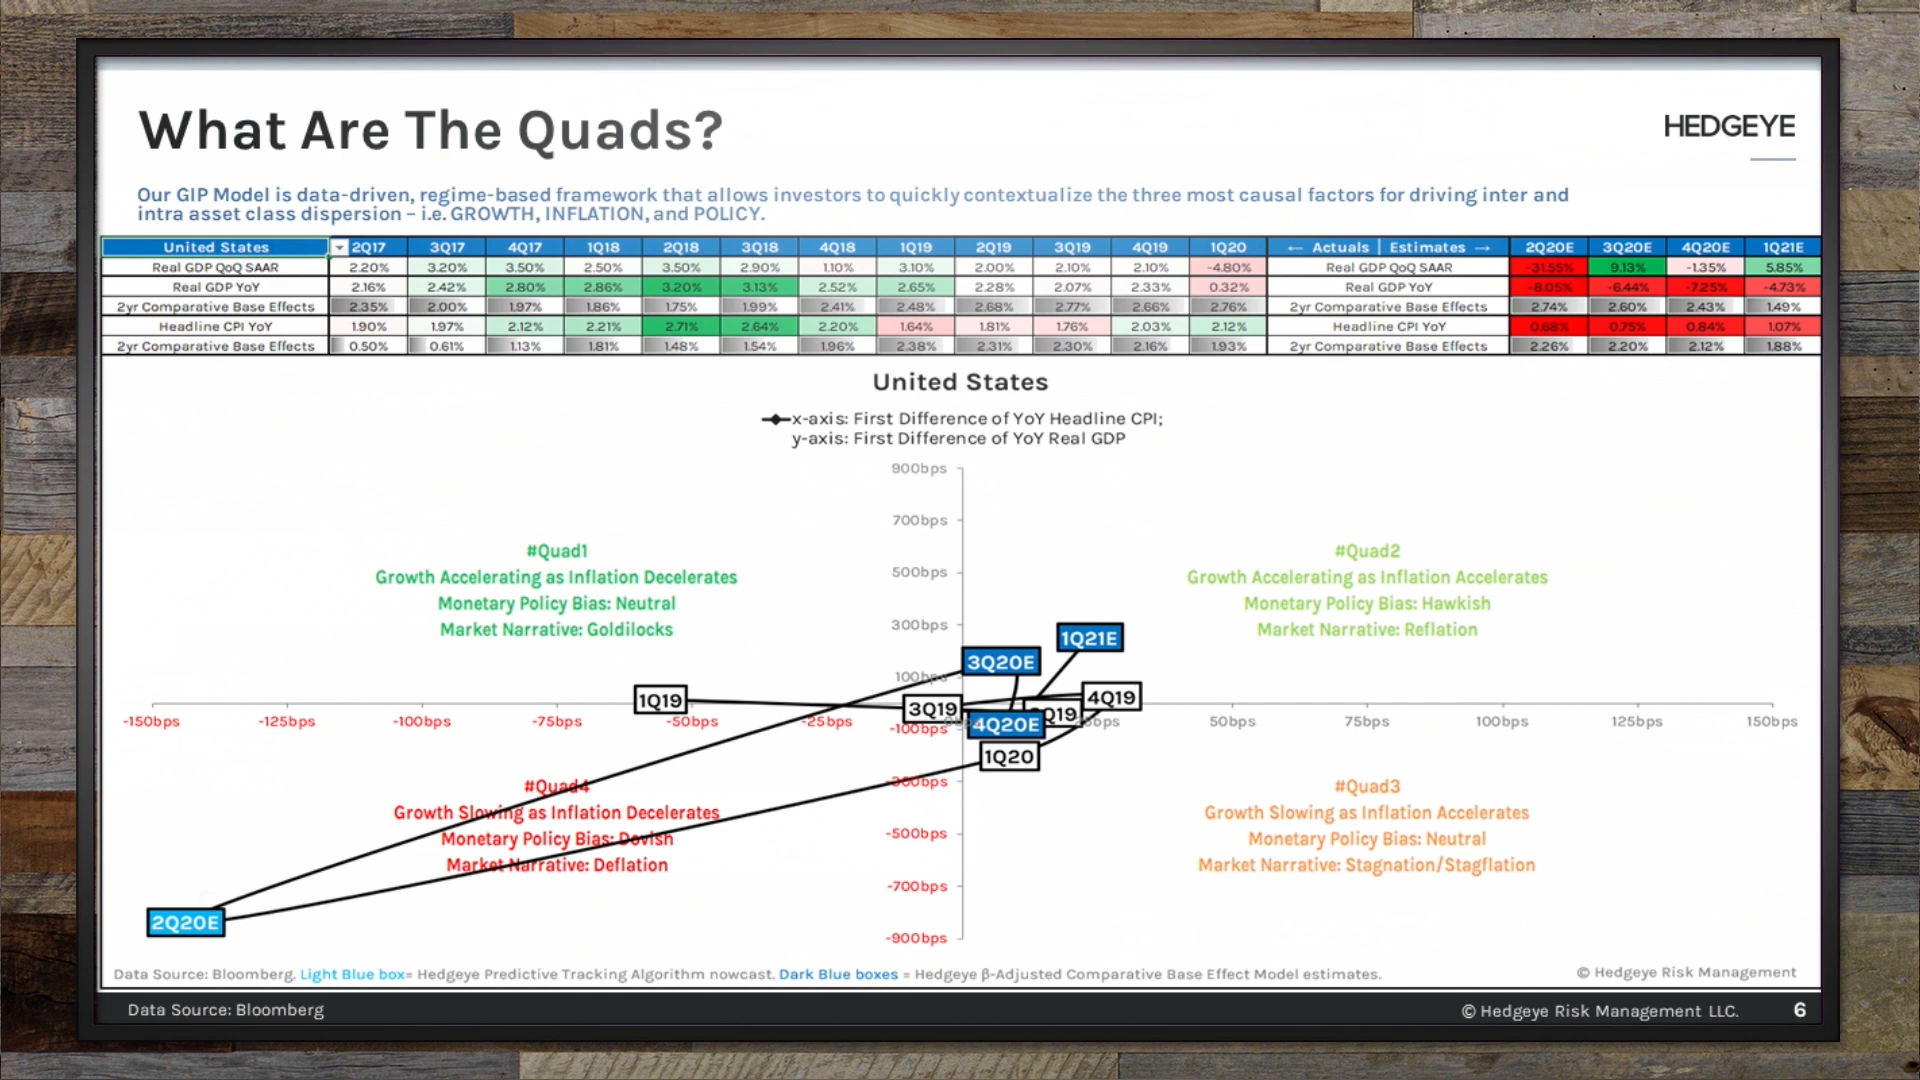 What Are The Quads?
HEDGEYE
Our GIP Model is data-driven, regime-based framework that allows investors to quickly contextualize the three most causal factors for driving inter and
intra asset class dispersion – i.e. GROWTH, INFLATION, and POLICY.
United States 2Q17 3Q17 4Q17 1Q18 2Q18 3Q18 4Q18 1Q19 2Q19 3Q19 4Q19 1Q20 ← Actuals | Estimates → 2Q20E 3Q20E 4Q20E 1Q21E
Real GDP QoQ SAAR 2.20% 3.20% 3.50% 2.50% 3.50% 2.90% 1.10% 3.10% 2.00% 2.10% 2.10% -4.80% Real GDP QoQ SAAR -31.55% 9.13% -1.35% 5.85%
Real GDP YoY 2.16% 2.42% 2.80% 2.86% 3.20% 3.13% 2.52% 2.65% 2.28% 2.07% 2.33% 0.32% Real GDP YoY -8.05% -6.44% -7.25% -4.73%
2yr Comparative Base Effects 2.35% 2.00% 1.97% 1.86% 1.75% 1.99% 2.41% 2.48% 2.68% 2.77% 2.66% 2.76% 2yr Comparative Base Effects 2.74% 2.60% 2.43% 1.49%
Headline CPI YoY 1.90% 1.97% 2.12% 2.21% 2.71% 2.64% 2.20% 1.64% 1.81% 1.76% 2.03% 2.12% Headline CPI YoY 0.68% 0.75% 0.84% 1.07%
2yr Comparative Base Effects 0.50% 0.61% 1.13% 1.81% 1.48% 1.54% 1.96% 2.38% 2.31% 2.30% 2.16% 1.93% 2yr Comparative Base Effects 2.26% 2.20% 2.12% 1.88%
United States
x-axis: First Difference of YoY Headline CPI;
y-axis: First Difference of YoY Real GDP
900bps
700bps
500bps
300bps
100bps
-100bps
-300bps
-500bps
-700bps
-900bps
#Quad1
Growth Accelerating as Inflation Decelerates
Monetary Policy Bias: Neutral
Market Narrative: Goldilocks
#Quad2
Growth Accelerating as Inflation Accelerates
Monetary Policy Bias: Hawkish
Market Narrative: Reflation
1Q21E
3Q20E
1Q19
3Q19
4Q19
4Q20E
1Q20
2Q20E
-150bps -125bps -100bps -75bps -50bps -25bps 50bps 75bps 100bps 125bps 150bps
#Quad4
Growth Slowing as Inflation Decelerates
Monetary Policy Bias: Dovish
Market Narrative: Deflation
#Quad3
Growth Slowing as Inflation Accelerates
Monetary Policy Bias: Neutral
Market Narrative: Stagnation/Stagflation
Data Source: Bloomberg. Light Blue box= Hedgeye Predictive Tracking Algorithm nowcast. Dark Blue boxes = Hedgeye β-Adjusted Comparative Base Effect Model estimates.
© Hedgeye Risk Management
Data Source: Bloomberg
© Hedgeye Risk Management LLC.
6